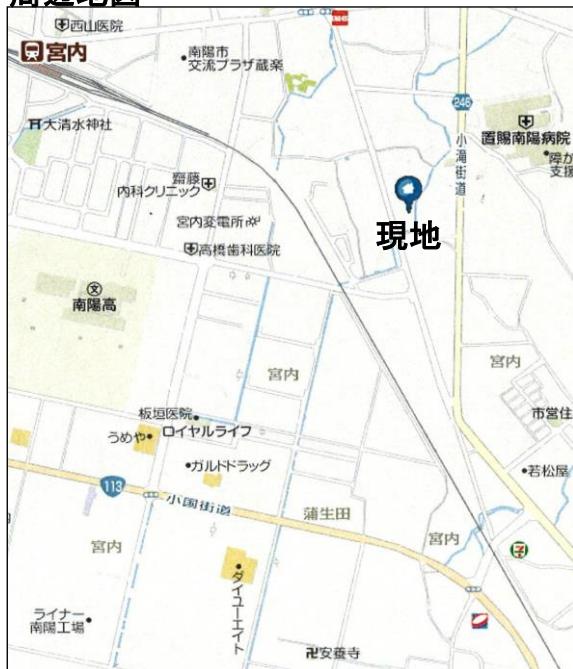 周辺地図
西山医院
宮内
南陽市
交流プラザ蔵楽
246
小滝街道
大清水神社
置賜南陽病院
障が
支援
齋藤
内科クリニック
現地
宮内変電所
高橋歯科医院
文
南陽高
宮内
宮内
板垣医院
うめや
ロイヤルライフ
市営住
ガルドドラッグ
若松屋
113
小国街道
蒲生田
宮内
宮内
7
ダイユーエイト
ライナー
南陽工場
安養寺